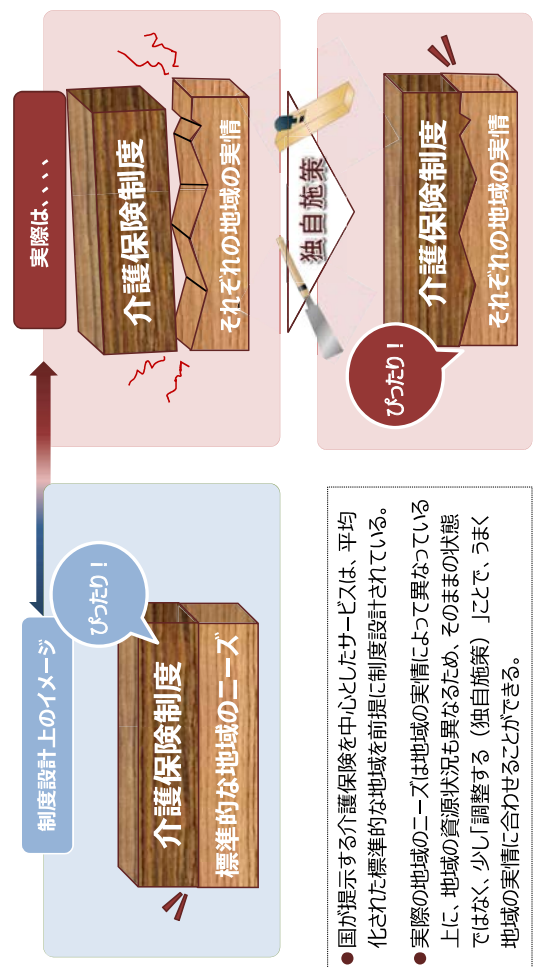 制度設計上のイメージ
ぴったり！
介護保険制度
標準的な地域のニーズ
実際は、、、、
介護保険制度
それぞれの地域の実情
独自施策
ぴったり！
介護保険制度
それぞれの地域の実情
●国が提示する介護保険を中心としたサービスは、平均
化された標準的な地域を前提に制度設計されている。
●実際の地域のニーズは地域の実情によって異なっている
上に、地域の資源状況も異なるため、そのままの状態
ではなく、少し「調整する（独自施策）」ことで、うまく
地域の実情に合わせることができる。